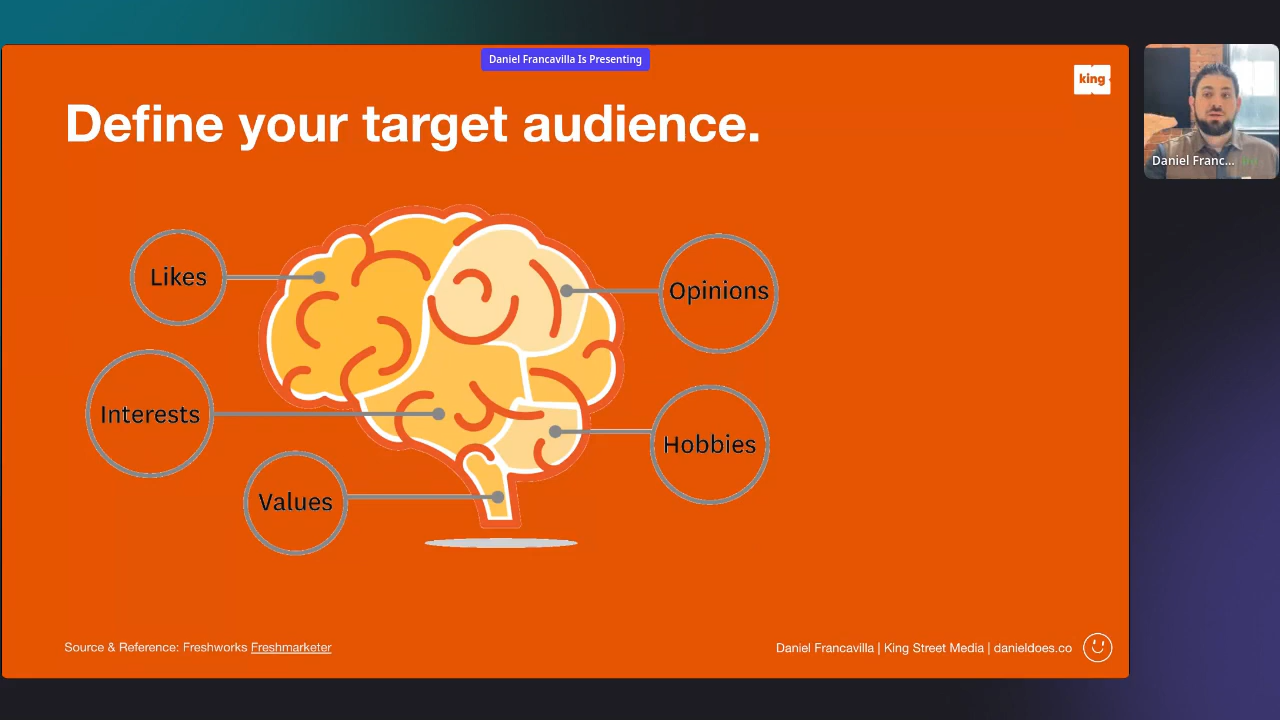 Daniel Francavilla Is Presenting
king
Define your target audience.
Daniel Franc...
Likes
Opinions
Interests
Hobbies
Values
Source & Reference: Freshworks Freshmarketer
Daniel Francavilla | King Street Media | danieldoes.co